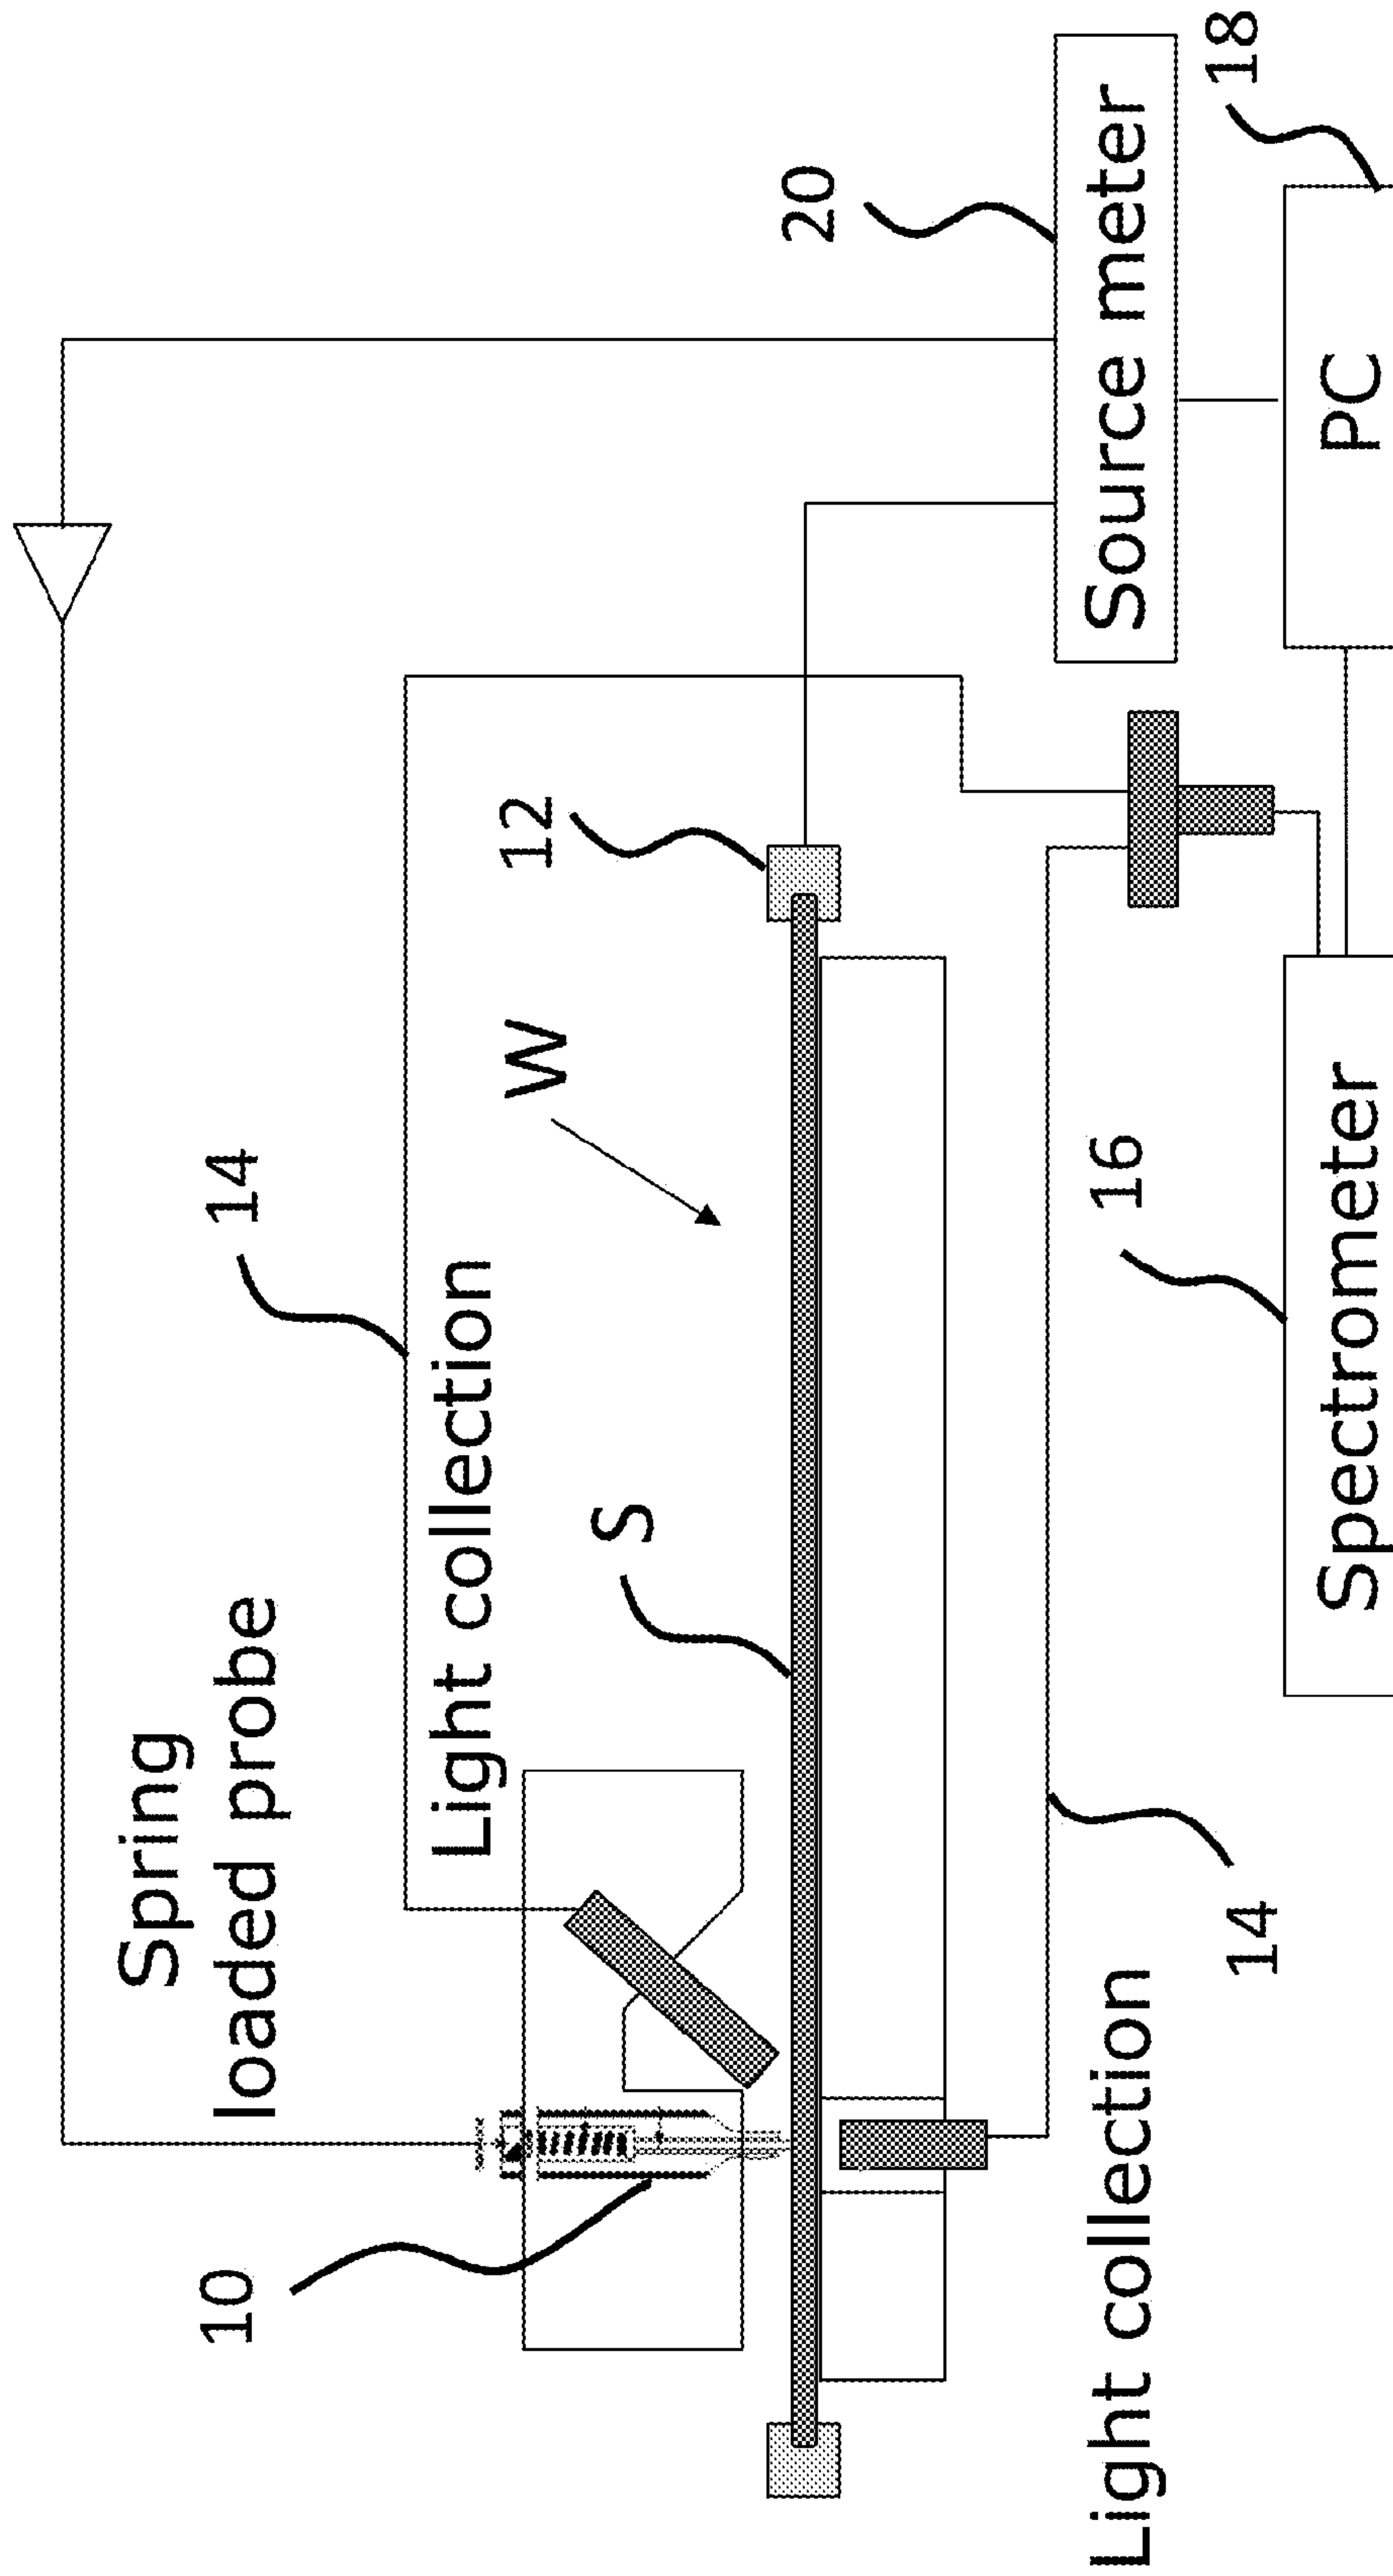 Spring
loaded probe
14
Light collection
10
S
W
12
20
Source meter
18
PC
16
Spectrometer
14
Light collection